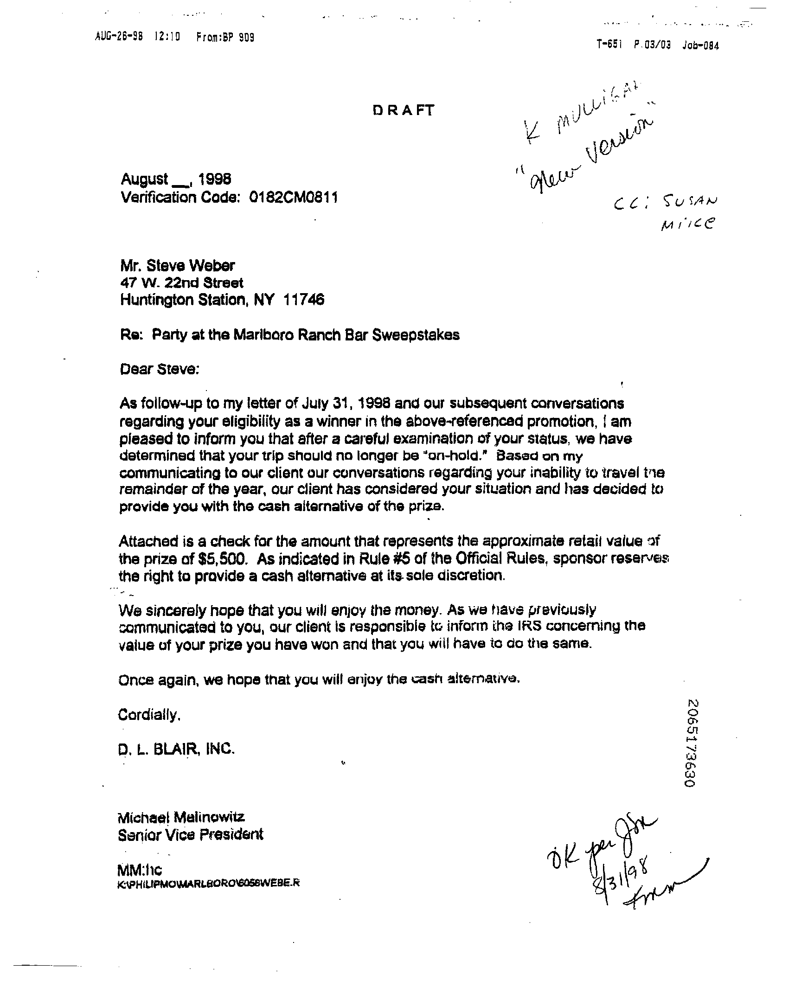 AUG-26-98 12:10 From:BP 909
T-651 P.03/03 Job-084
DRAFT
K MULLIGAN
"New Version"
CC: SUSAN
August __, 1998
Verification Code: 0182CM0811
Mr. Steve Weber
47 W. 22nd Street
Huntington Station, NY 11746
Re: Party at the Marlboro Ranch Bar Sweepstakes
Dear Steve:
As follow-up to my letter of July 31, 1998 and our subsequent conversations
regarding your eligibility as a winner in the above-referenced promotion, I am
pleased to inform you that after a careful examination of your status, we have
determined that your trip should no longer be "on-hold." Based on my
communicating to our client our conversations regarding your inability to travel the
remainder of the year, our client has considered your situation and has decided to
provide you with the cash alternative of the prize.
Attached is a check for the amount that represents the approximate retail value of
the prize of $5,500. As indicated in Rule #5 of the Official Rules, sponsor reserves
the right to provide a cash alternative at its sole discretion.
We sincerely hope that you will enjoy the money. As we have previously
communicated to you, our client is responsible to inform the IRS concerning the
value of your prize you have won and that you will have to do the same.
Once again, we hope that you will enjoy the cash alternative.
Cordially,
D. L. BLAIR, INC.
2065173630
Michael Malinowitz
Senior Vice President
OK per
8/31/98
MM:hc
K:\PHILIPMO\MARLBORO\6056WEBE.R